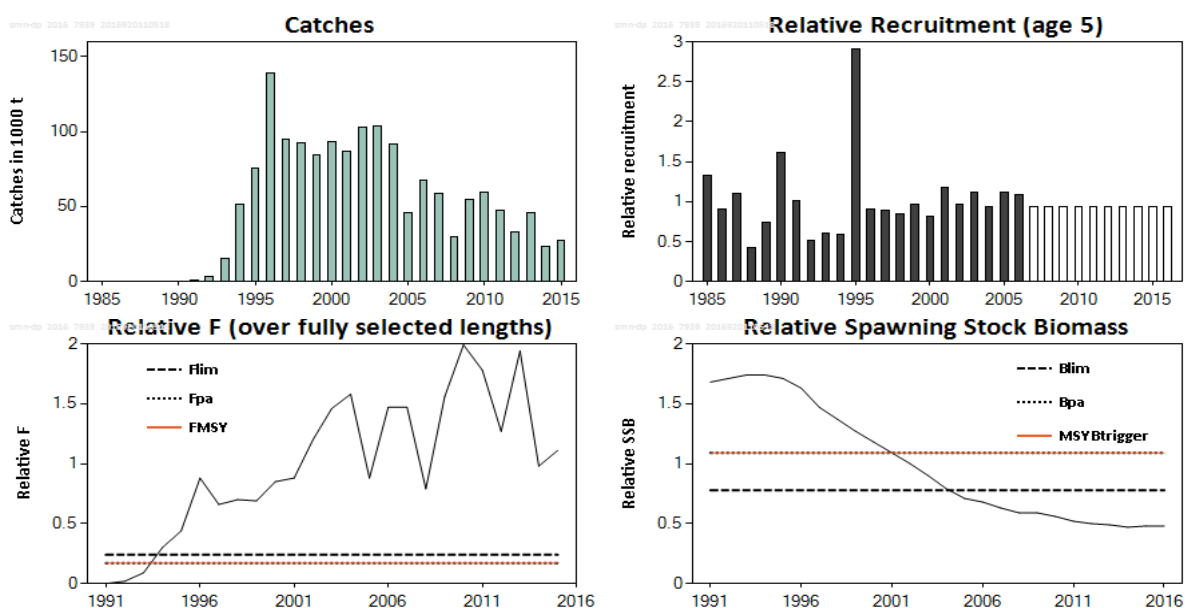 smn-dp_2016_7939_2016920110518
Catches
Catches in 1000 t
150
100
50
0
1985 1990 1995 2000 2005 2010 2015
Relative Recruitment (age 5)
Relative recruitment
3
2.5
2
1.5
1
0.5
0
1985 1990 1995 2000 2005 2010 2015
Relative F (over fully selected lengths)
Relative F
2
1.5
1
0.5
0
Flim
Fpa
FMSY
1991 1996 2001 2006 2011 2016
Relative Spawning Stock Biomass
Relative SSB
2
1.5
1
0.5
0
Blim
Bpa
MSYBtrigger
1991 1996 2001 2006 2011 2016